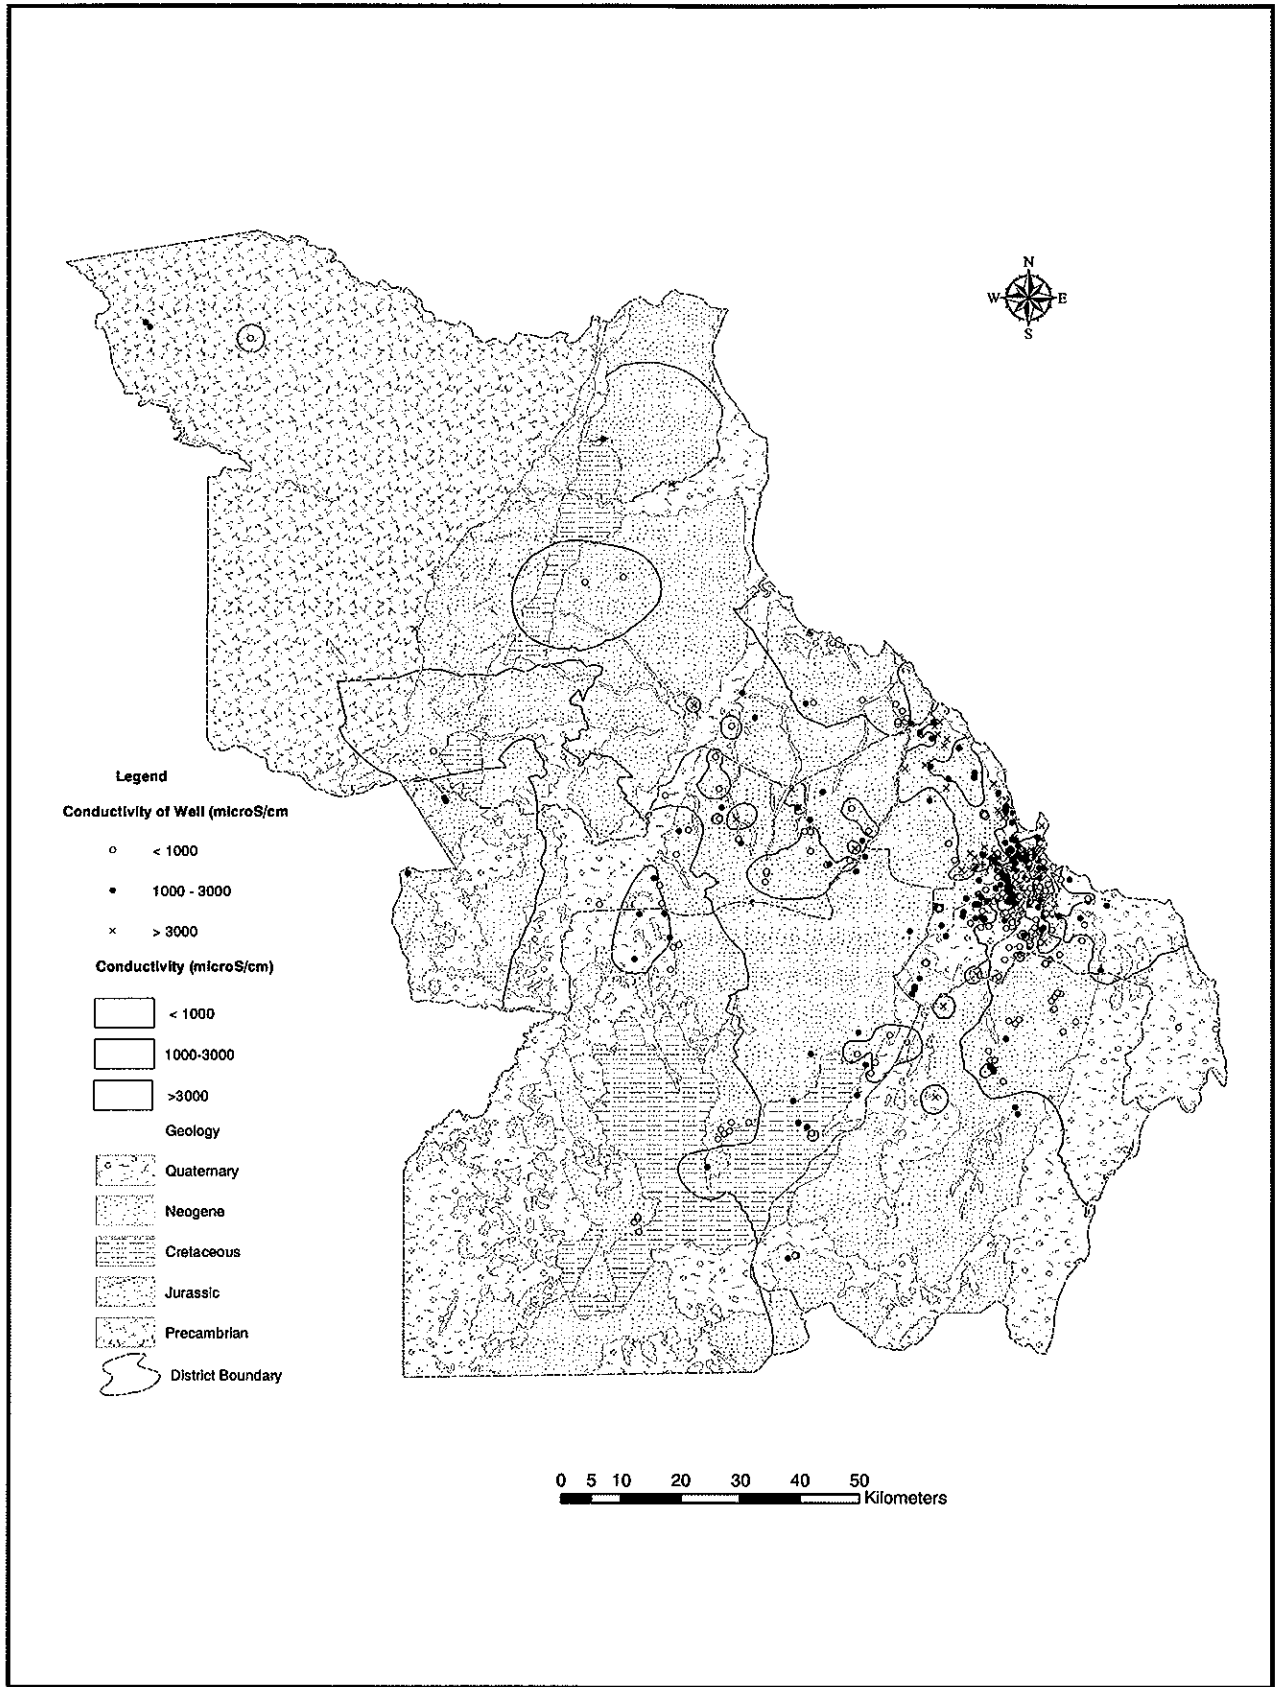 N
W E
S
Legend
Conductivity of Well (microS/cm
< 1000
1000 - 3000
> 3000
Conductivity (microS/cm)
< 1000
1000-3000
>3000
Geology
Quaternary
Neogene
Cretaceous
Jurassic
Precambrian
District Boundary
0 5 10 20 30 40 50
Kilometers